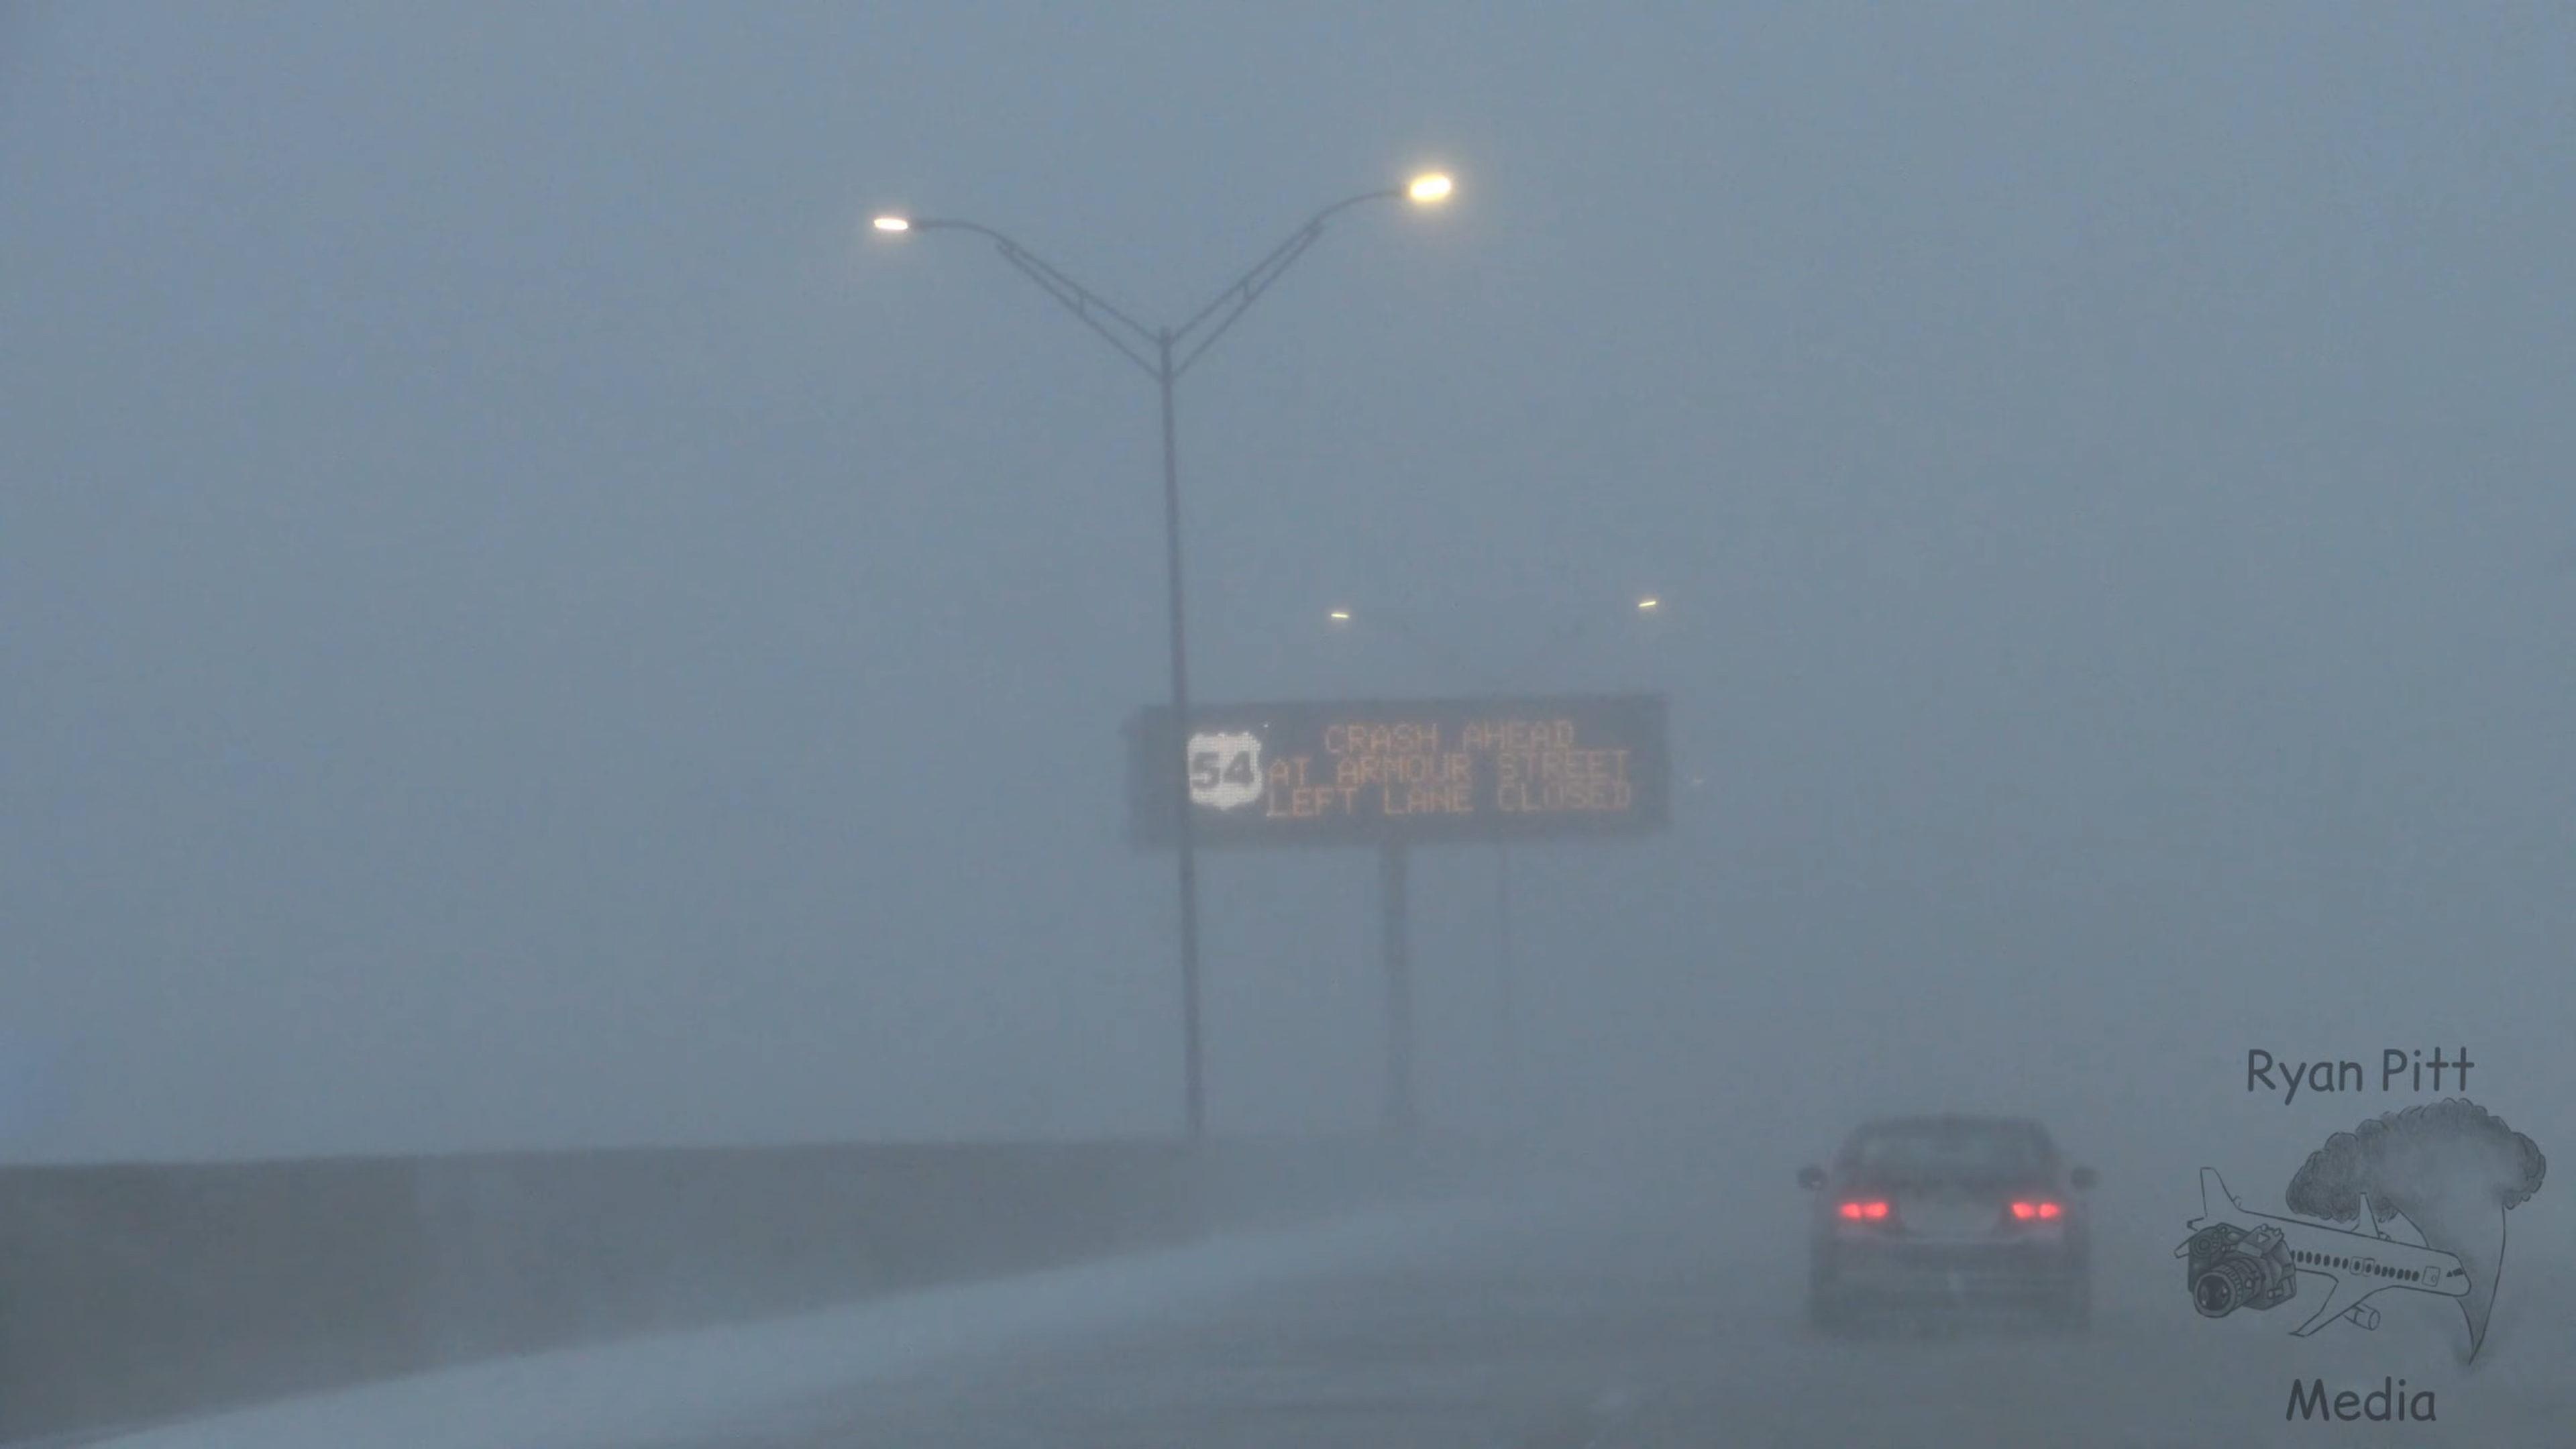 54
CRASH AHEAD
AT ARMOUR STREET
LEFT LANE CLOSED
Ryan Pitt
Media